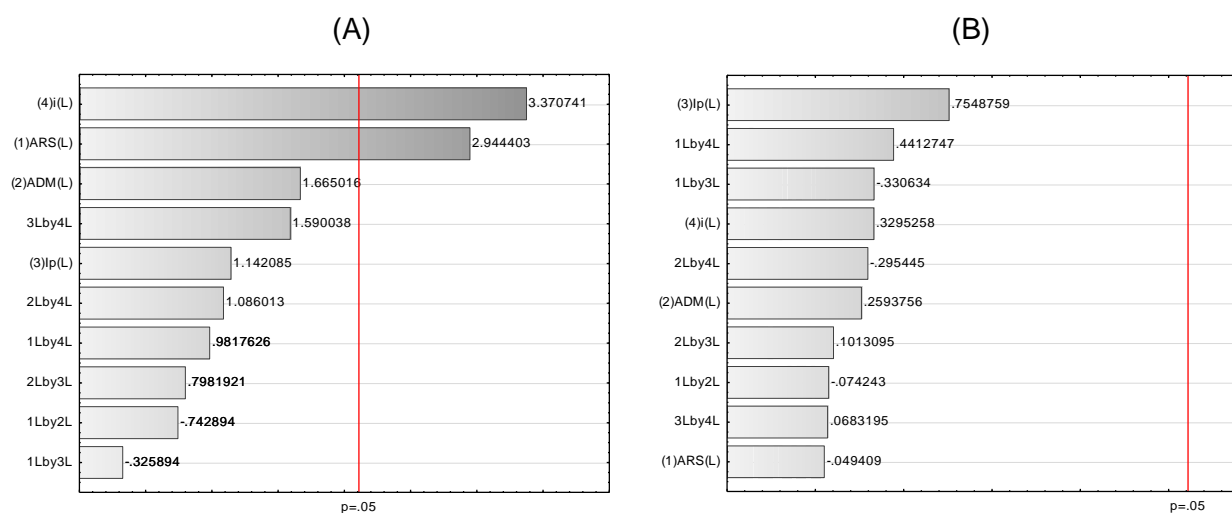 (A)
(4)i(L) 3.370741
(1)ARS(L) 2.944403
(2)ADM(L) 1.665016
3Lby4L 1.590038
(3)Ip(L) 1.142085
2Lby4L 1.086013
1Lby4L .9817626
2Lby3L .7981921
1Lby2L -.742894
1Lby3L -.325894
p=.05
(B)
(3)Ip(L) .7548759
1Lby4L .4412747
1Lby3L -.330634
(4)i(L) .3295258
2Lby4L -.295445
(2)ADM(L) .2593756
2Lby3L .1013095
1Lby2L -.074243
3Lby4L .0683195
(1)ARS(L) -.049409
p=.05